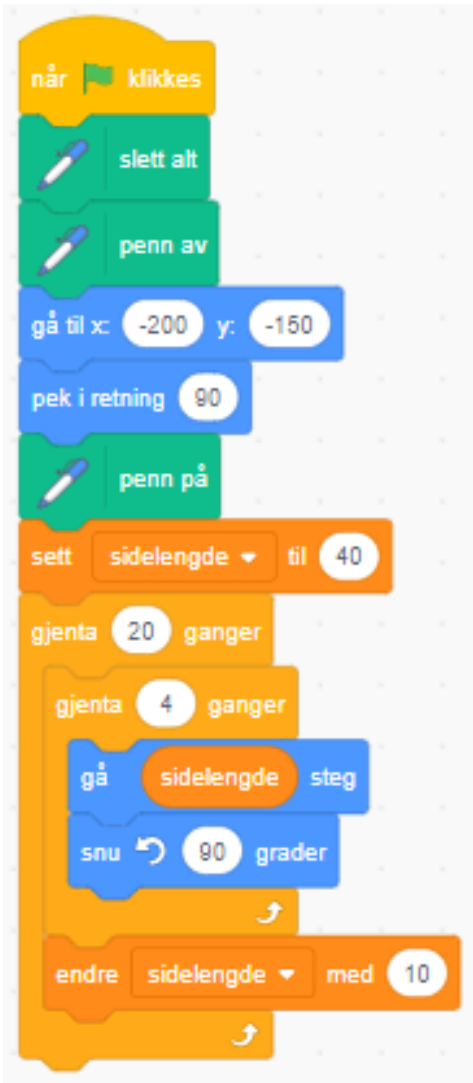 når klikkes
slett alt
penn av
gå til x: -200 y: -150
pek i retning 90
penn på
sett sidelengde til 40
gjenta 20 ganger
gjenta 4 ganger
gå sidelengde steg
snu 90 grader
endre sidelengde med 10